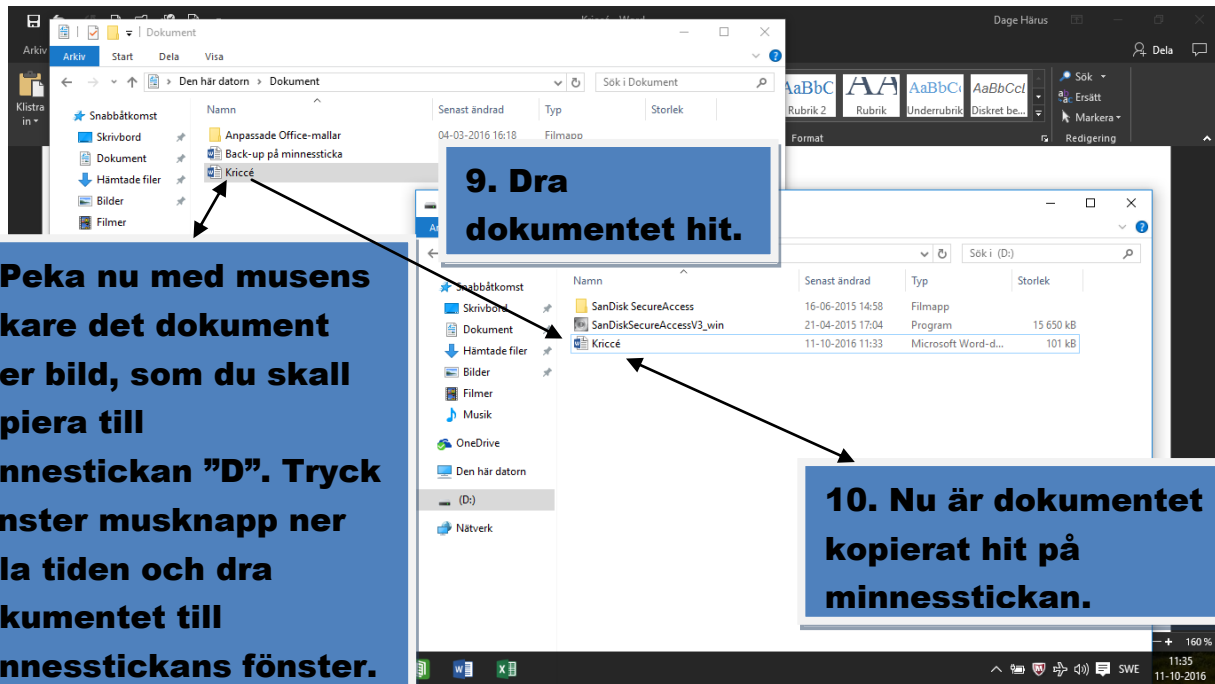 Kriccé - Word
Dage Härus
Dokument
Arkiv
Arkiv Start Dela Visa
Dela
Den här datorn > Dokument
Sök i Dokument
Klistra
in
Snabbåtkomst
Skrivbord
Dokument
Hämtade filer
Bilder
Filmer
Namn Senast ändrad Typ Storlek
Anpassade Office-mallar 04-03-2016 16:18 Filmapp
Back-up på minnessticka
Kriccé
AaBbC AaBbC AaBbCcL
Rubrik 2 Rubrik Underrubrik Diskret be...
Format
Sök
Ersätt
Markera
Redigering
9. Dra
dokumentet hit.
Peka nu med musens
kare det dokument
er bild, som du skall
piera till
nnestickan ”D”. Tryck
nster musknapp ner
la tiden och dra
kumentet till
nnesstickans fönster.
Sök i (D:)
Snabbåtkomst
Skrivbord
Dokument
Hämtade filer
Bilder
Filmer
Musik
OneDrive
Den här datorn
(D:)
Nätverk
Namn Senast ändrad Typ Storlek
SanDisk SecureAccess 16-06-2015 14:58 Filmapp
SanDiskSecureAccessV3_win 21-04-2015 17:04 Program 15 650 kB
Kriccé 11-10-2016 11:33 Microsoft Word-d... 101 kB
10. Nu är dokumentet
kopierat hit på
minnesstickan.
160 %
SWE
11:35
11-10-2016